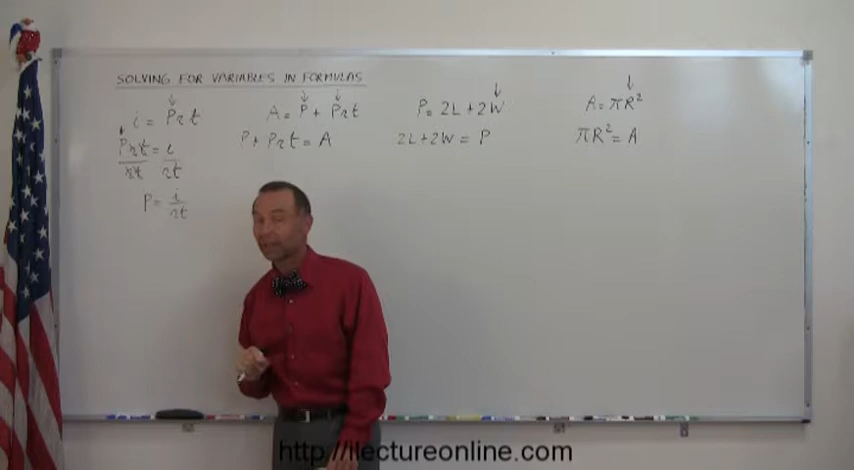 SOLVING FOR VARIABLES IN FORMULAS
i = Prt
Prt = i
rt rt
P = i
rt
A = P + Prt
P + Prt = A
P = 2L + 2W
2L + 2W = P
A = πR²
πR² = A
http://ilectureonline.com